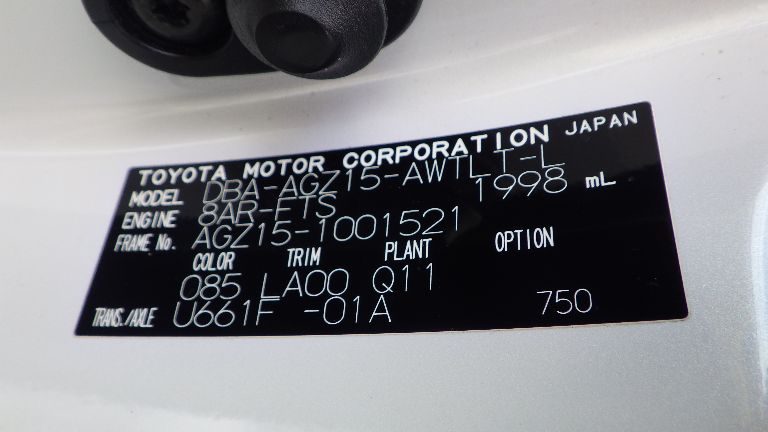 TOYOTA MOTOR CORPORATION JAPAN
MODEL DBA-AGZ15-AWTLT-L
ENGINE 8AR-FTS 1998 mL
FRAME No. AGZ15-1001521
COLOR TRIM PLANT OPTION
085 LA00 Q11
TRANS./AXLE U661F -01A 750